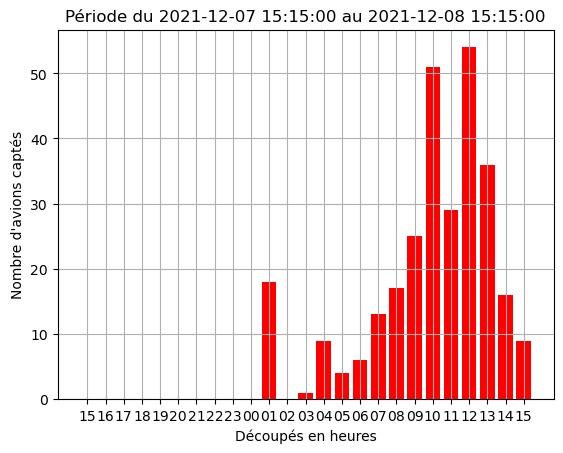 Période du 2021-12-07 15:15:00 au 2021-12-08 15:15:00
Nombre d'avions captés
50
40
30
20
10
0
15 16 17 18 19 20 21 22 23 00 01 02 03 04 05 06 07 08 09 10 11 12 13 14 15
Découpés en heures